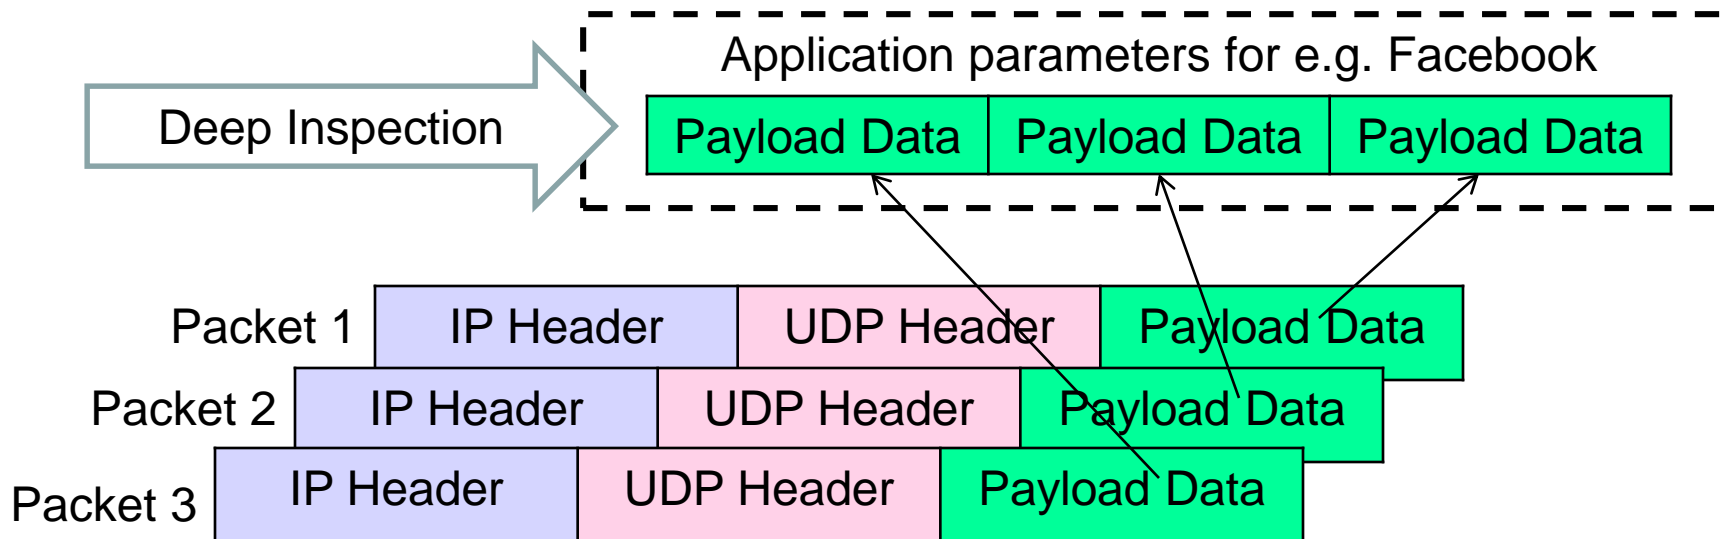 Application parameters for e.g. Facebook
Deep Inspection
Payload Data Payload Data Payload Data
Packet 1 IP Header UDP Header Payload Data
Packet 2 IP Header UDP Header Payload Data
Packet 3 IP Header UDP Header Payload Data